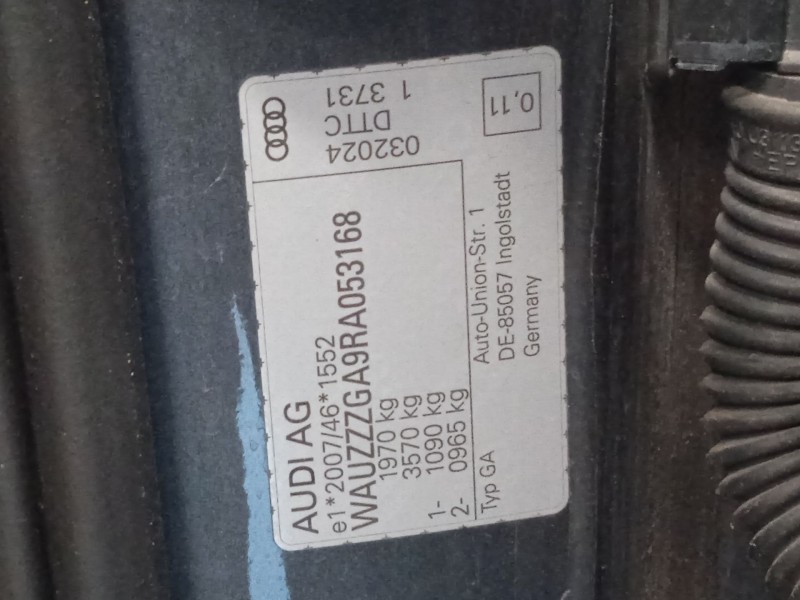 AUDI AG
e1*2007/46*1552
WAUZZZGA9RA053168
1970 kg
3570 kg
1- 1090 kg
2- 0965 kg
Typ GA
Auto-Union-Str. 1
DE-85057 Ingolstadt
Germany
032024
DTTC
1 3731
0,11